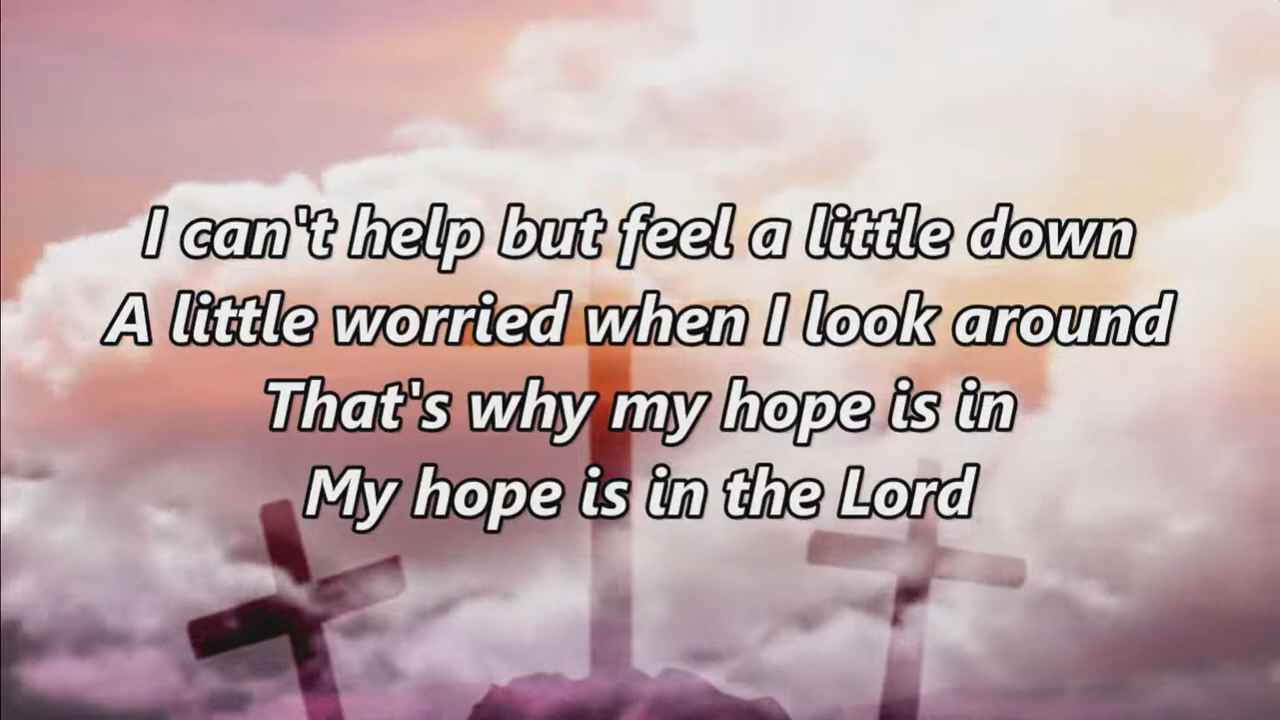 I can't help but feel a little down
A little worried when I look around
That's why my hope is in
My hope is in the Lord